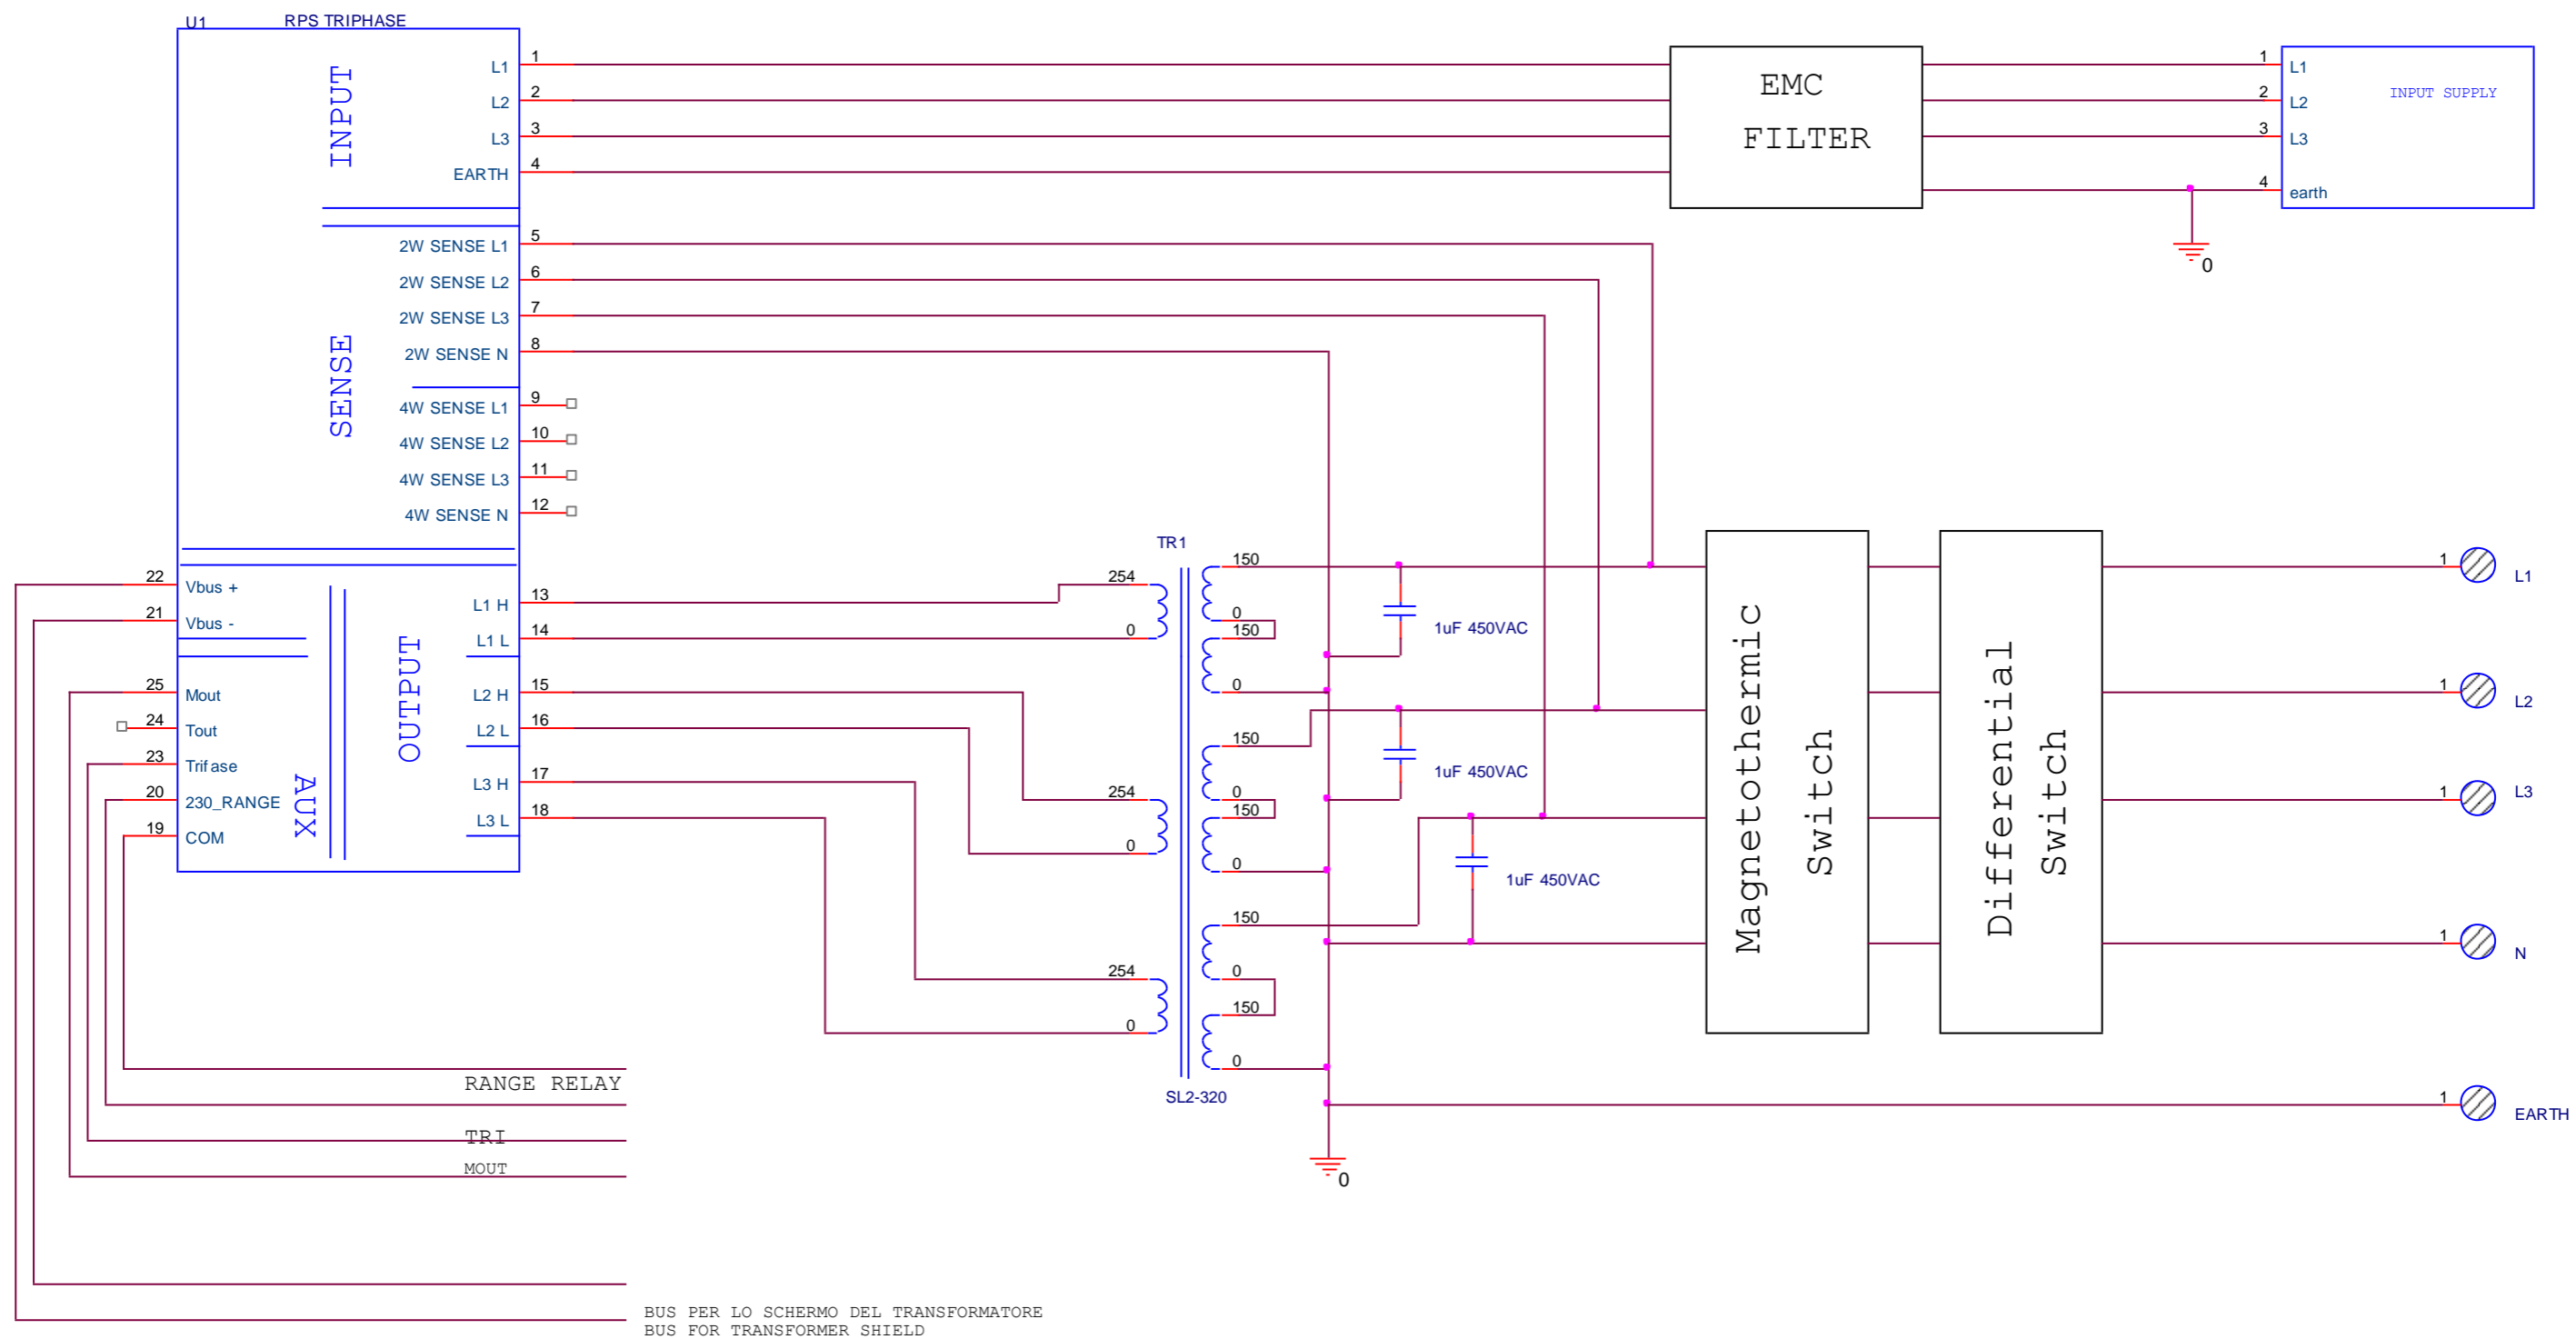 U1
RPS TRIPHASE
INPUT
L1 1
L2 2
L3 3
EARTH 4
SENSE
2W SENSE L1 5
2W SENSE L2 6
2W SENSE L3 7
2W SENSE N 8
4W SENSE L1 9
4W SENSE L2 10
4W SENSE L3 11
4W SENSE N 12
22 Vbus +
21 Vbus -
25 Mout
24 Tout
23 Trifase
20 230_RANGE
19 COM
AUX
OUTPUT
L1 H 13
L1 L 14
L2 H 15
L2 L 16
L3 H 17
L3 L 18
EMC
FILTER
1 L1
2 L2
3 L3
4 earth
INPUT SUPPLY
0
TR1
254
0
254
0
254
0
150
0
150
0
150
0
150
0
150
0
150
0
SL2-320
1uF 450VAC
1uF 450VAC
1uF 450VAC
0
Magnetothermic
Switch
Differential
Switch
1 L1
1 L2
1 L3
1 N
1 EARTH
RANGE RELAY
TRI
MOUT
BUS PER LO SCHERMO DEL TRANSFORMATORE
BUS FOR TRANSFORMER SHIELD